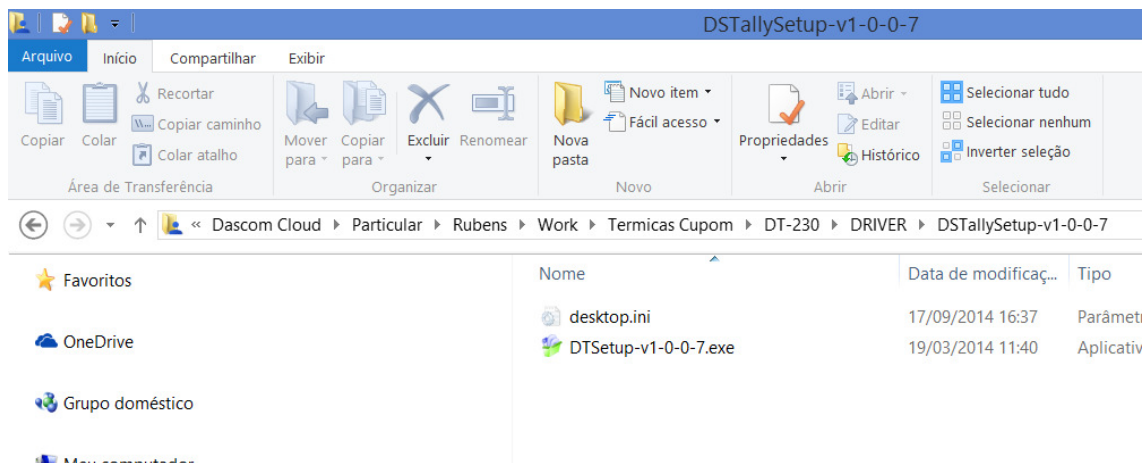 DSTallySetup-v1-0-0-7
Arquivo Início Compartilhar Exibir
Copiar
Colar
Recortar
Copiar caminho
Colar atalho
Área de Transferência
Mover para
Copiar para
Excluir
Renomear
Organizar
Nova pasta
Novo item
Fácil acesso
Novo
Propriedades
Abrir
Editar
Histórico
Abrir
Selecionar tudo
Selecionar nenhum
Inverter seleção
Selecionar
« Dascom Cloud Particular Rubens Work Termicas Cupom DT-230 DRIVER DSTallySetup-v1-0-0-7
Favoritos
OneDrive
Grupo doméstico
Meu computador
Nome Data de modificaç... Tipo
desktop.ini 17/09/2014 16:37 Parâmet
DTSetup-v1-0-0-7.exe 19/03/2014 11:40 Aplicativ